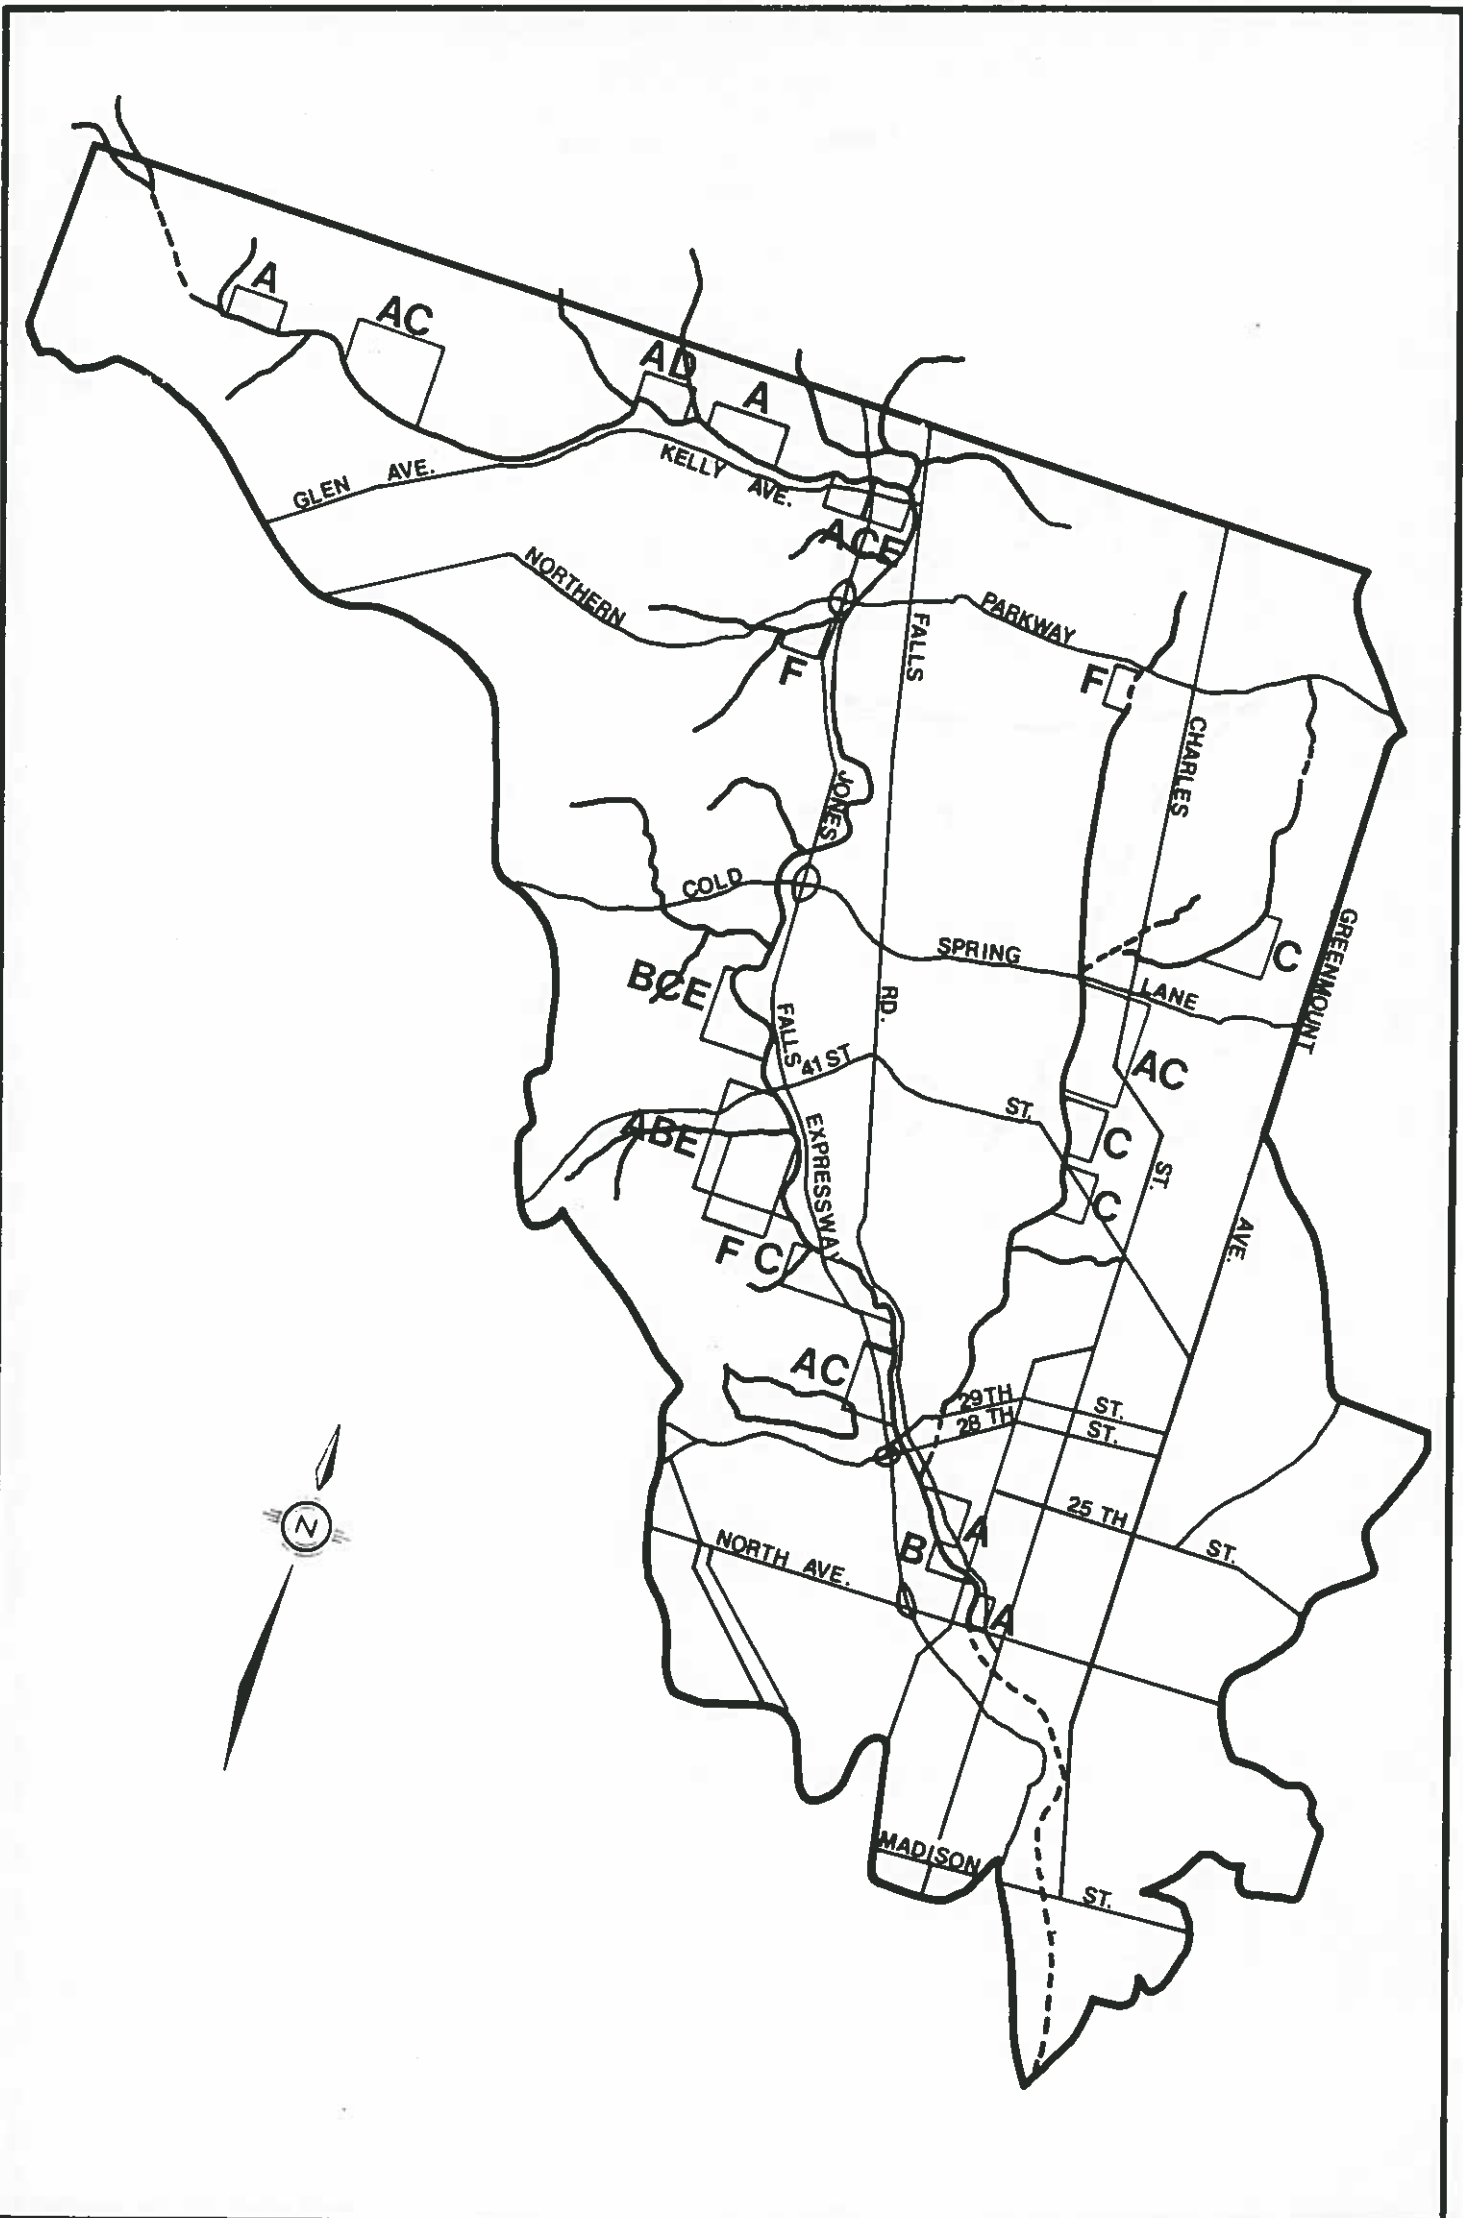 A
AC
AD
A
GLEN AVE.
KELLY AVE.
ACE
NORTHERN PARKWAY
F
FALLS RD.
F
CHARLES ST.
JONES FALLS EXPRESSWAY
COLD SPRING LANE
C
GREENMOUNT AVE.
BCE
AC
41 ST ST.
C
ABE
C
F C
AC
29TH ST.
28 TH ST.
25 TH ST.
A
B
NORTH AVE.
A
N
MADISON ST.